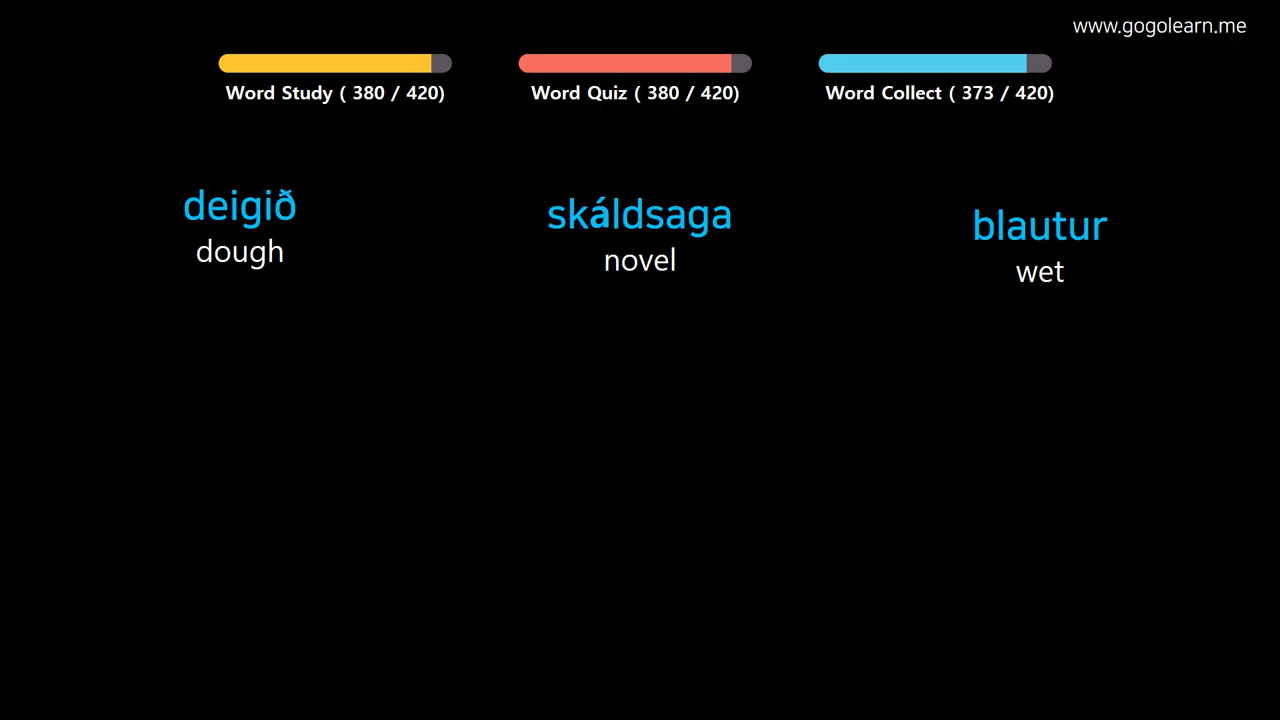 www.gogolearn.me
Word Study ( 380 / 420)
Word Quiz ( 380 / 420)
Word Collect ( 373 / 420)
deigið
dough
skáldsaga
novel
blautur
wet